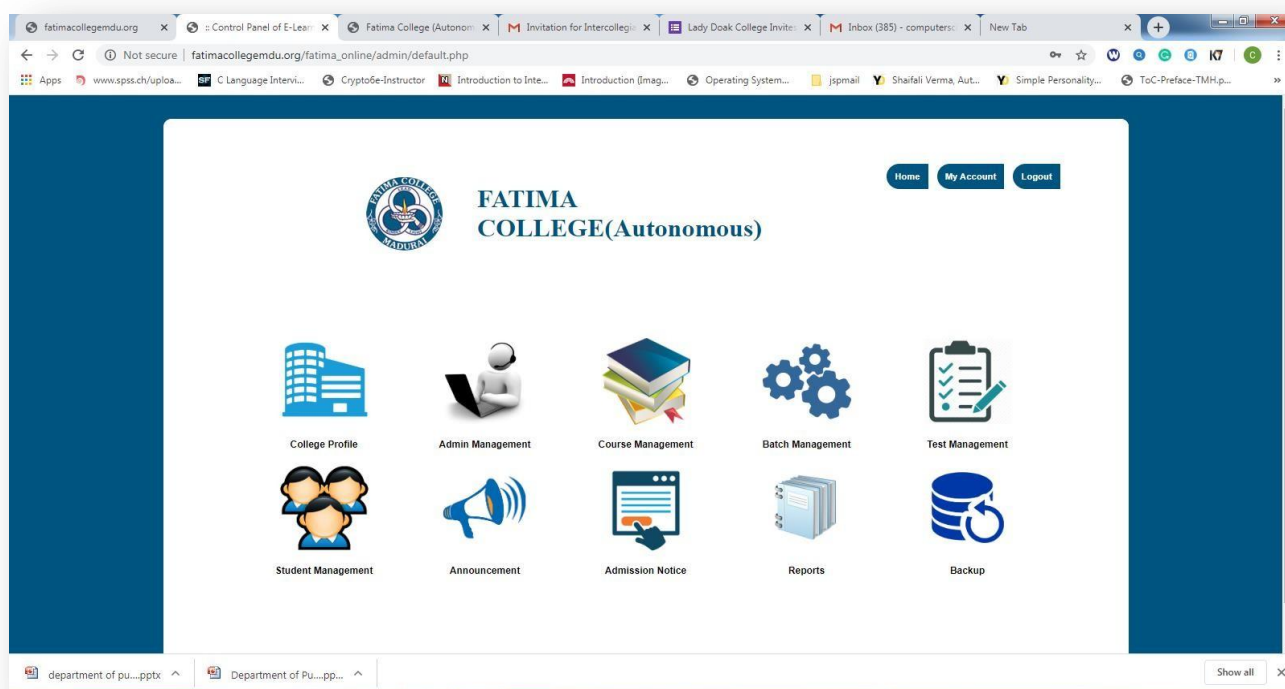 fatimacollegemdu.org
:: Control Panel of E-Learn
Fatima College (Autonom
Invitation for Intercollegia
Lady Doak College Invites
Inbox (385) - computersc
New Tab
Not secure | fatimacollegemdu.org/fatima_online/admin/default.php
Apps
www.spss.ch/uploa...
SF C Language Intervi...
Crypto6e-Instructor
N Introduction to Inte...
Introduction (Imag...
Operating System...
jspmail
Shaifali Verma, Aut...
Simple Personality...
ToC-Preface-TMH.p...
Home My Account Logout
FATIMA COLLEGE
MADURAI
FATIMA
COLLEGE(Autonomous)
College Profile Admin Management Course Management Batch Management Test Management
Student Management Announcement Admission Notice Reports Backup
department of pu....pptx
Department of Pu....pp...
Show all